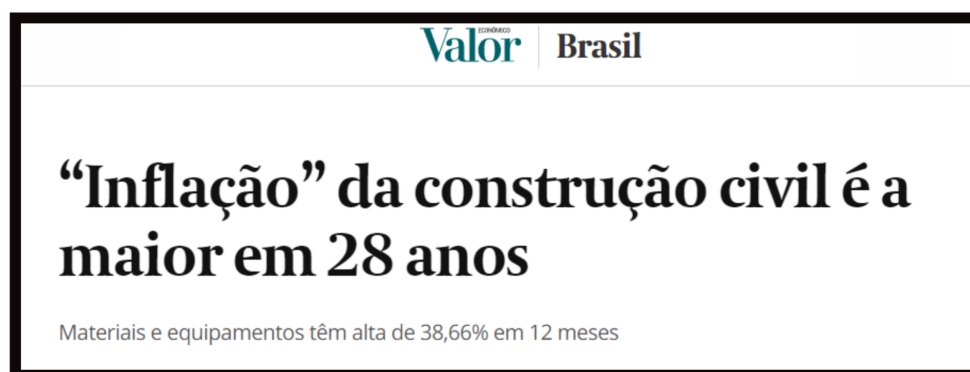 Valor ECONÔMICO Brasil
“Inflação” da construção civil é a
maior em 28 anos
Materiais e equipamentos têm alta de 38,66% em 12 meses